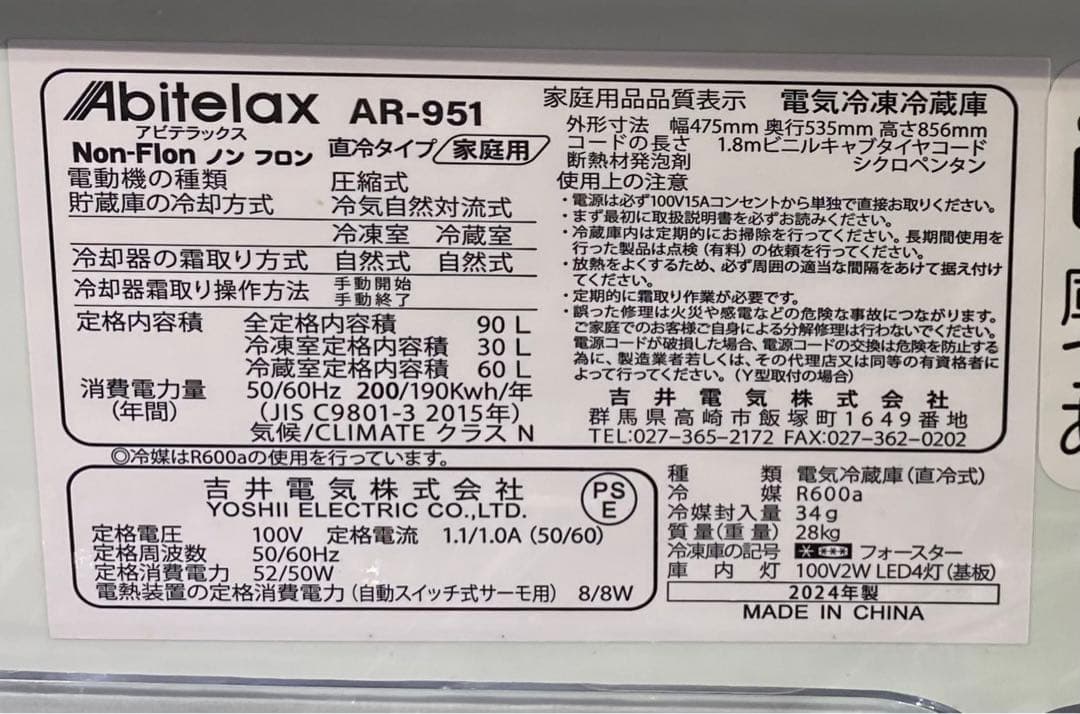 Abitelax AR-951
アビテラックス
Non-Flon ノン フロン 直冷タイプ/家庭用
電動機の種類 圧縮式
貯蔵庫の冷却方式 冷気自然対流式
冷凍室 冷蔵室
冷却器の霜取り方式 自然式 自然式
冷却器霜取り操作方法 手動開始
手動終了
定格内容積 全定格内容積 90 L
冷凍室定格内容積 30 L
冷蔵室定格内容積 60 L
消費電力量 50/60Hz 200/190Kwh/年
(年間) (JIS C9801-3 2015年)
気候/CLIMATE クラス N
家庭用品品質表示 電気冷凍冷蔵庫
外形寸法 幅475mm 奥行535mm 高さ856mm
コードの長さ 1.8mビニルキャブタイヤコード
断熱材発泡剤 シクロペンタン
使用上の注意
・電源は必ず100V15Aコンセントから単独で直接お取りください。
・まず最初に取扱説明書を必ずお読みください。
・冷蔵庫内は定期的にお掃除を行ってください。長期間使用を
行った製品は点検(有料)の依頼を行ってください。
・放熱をよくするため、必ず周囲の適当な間隔をあけて据え付け
てください。
・定期的に霜取り作業が必要です。
・誤った修理は火災や感電などの危険な事故につながります。
ご家庭でのお客様ご自身による分解修理は行わないでください。
電源コードが破損した場合、電源コードの交換は危険を防止する
為に、製造業者若しくは、その代理店又は同等の有資格者に
よって行ってください。(Y型取付の場合)
吉井電気株式会社
群馬県高崎市飯塚町1649番地
TEL:027-365-2172 FAX:027-362-0202
◎冷媒はR600aの使用を行っています。
吉井電気株式会社
YOSHII ELECTRIC CO.,LTD.
PS
E
定格電圧 100V 定格電流 1.1/1.0A (50/60)
定格周波数 50/60Hz
定格消費電力 52/50W
電熱装置の定格消費電力(自動スイッチ式サーモ用) 8/8W
種類 電気冷蔵庫(直冷式)
冷媒 R600a
冷媒封入量 34g
質量(重量) 28kg
冷凍庫の記号 フォースター
庫内灯 100V2W LED4灯(基板)
2024年製
MADE IN CHINA